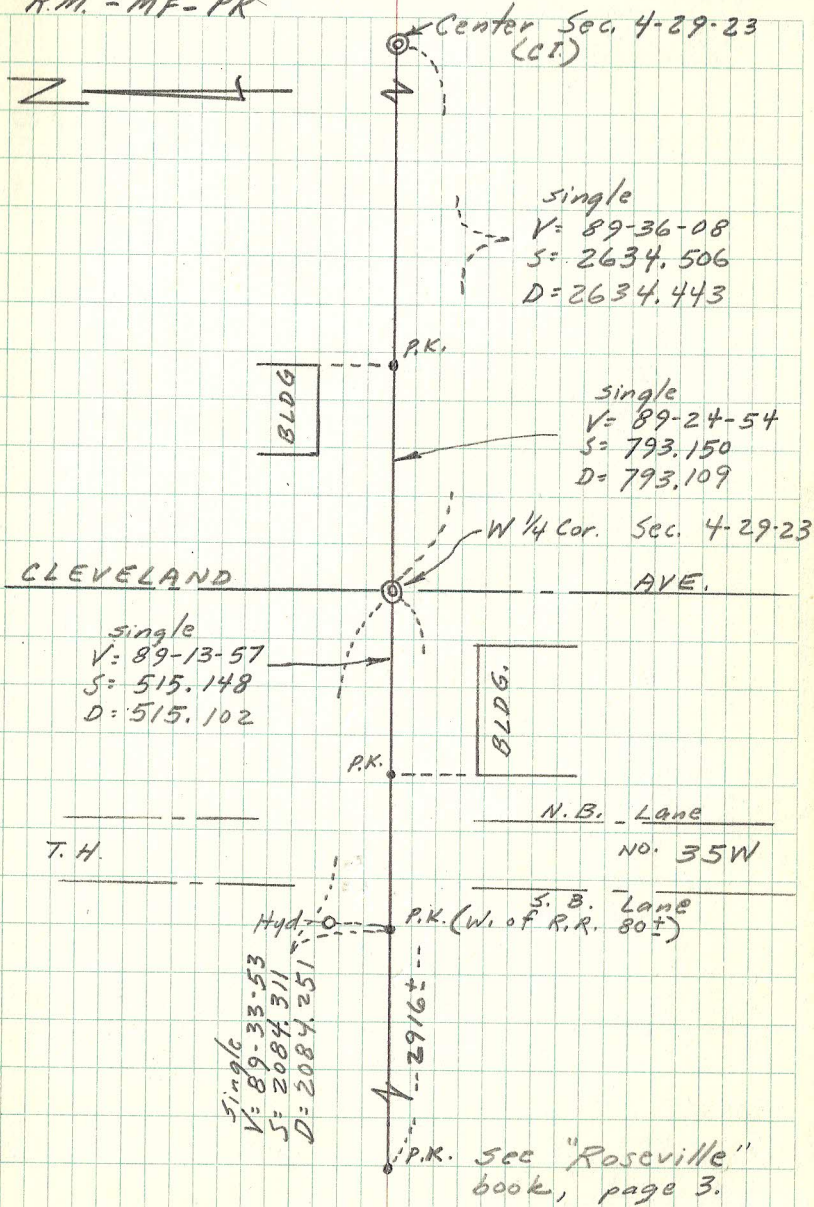 R.M. - MF - PK
Center Sec. 4-29-23
(CI.)
Z
single
V= 89-36-08
S= 2634.506
D= 2634.443
P.K.
BLDG
single
V= 89-24-54
S= 793.150
D= 793.109
W 1/4 Cor. Sec. 4-29-23
CLEVELAND AVE.
single
V= 89-13-57
S= 515.148
D= 515.102
BLDG.
P.K.
N.B. Lane
T.H. NO. 35W
S.B. Lane
Hyd P.K. (W. of R.R. 80±)
single
V= 89-33-53
S= 2084.311
D= 2084.251
2916±
P.K. see "Roseville"
book, page 3.